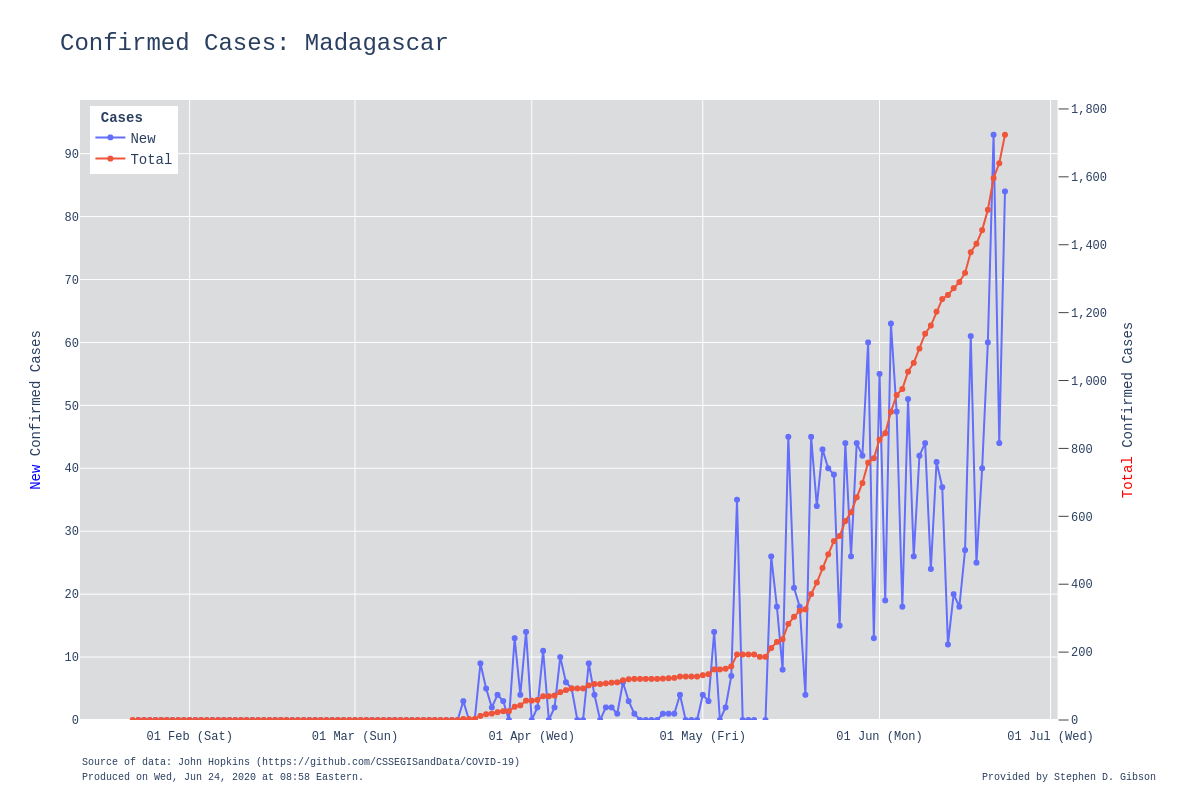 Confirmed Cases: Madagascar
Cases
New
Total
90
80
70
60
50
40
30
20
10
0
New Confirmed Cases
1,800
1,600
1,400
1,200
1,000
800
600
400
200
0
Total Confirmed Cases
01 Feb (Sat)
01 Mar (Sun)
01 Apr (Wed)
01 May (Fri)
01 Jun (Mon)
01 Jul (Wed)
Source of data: John Hopkins (https://github.com/CSSEGISandData/COVID-19)
Produced on Wed, Jun 24, 2020 at 08:58 Eastern.
Provided by Stephen D. Gibson